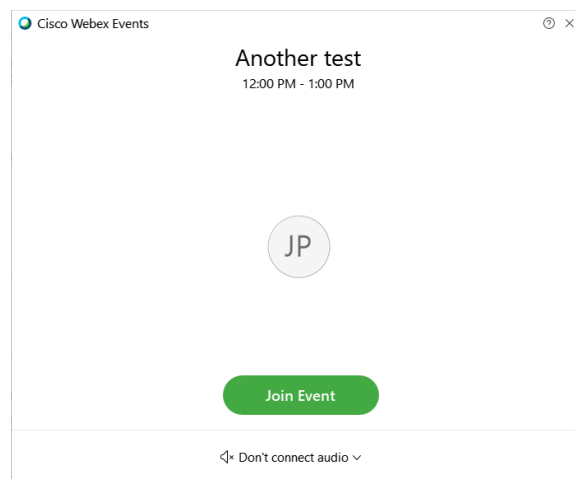 Cisco Webex Events
Another test
12:00 PM - 1:00 PM
JP
Join Event
Don't connect audio